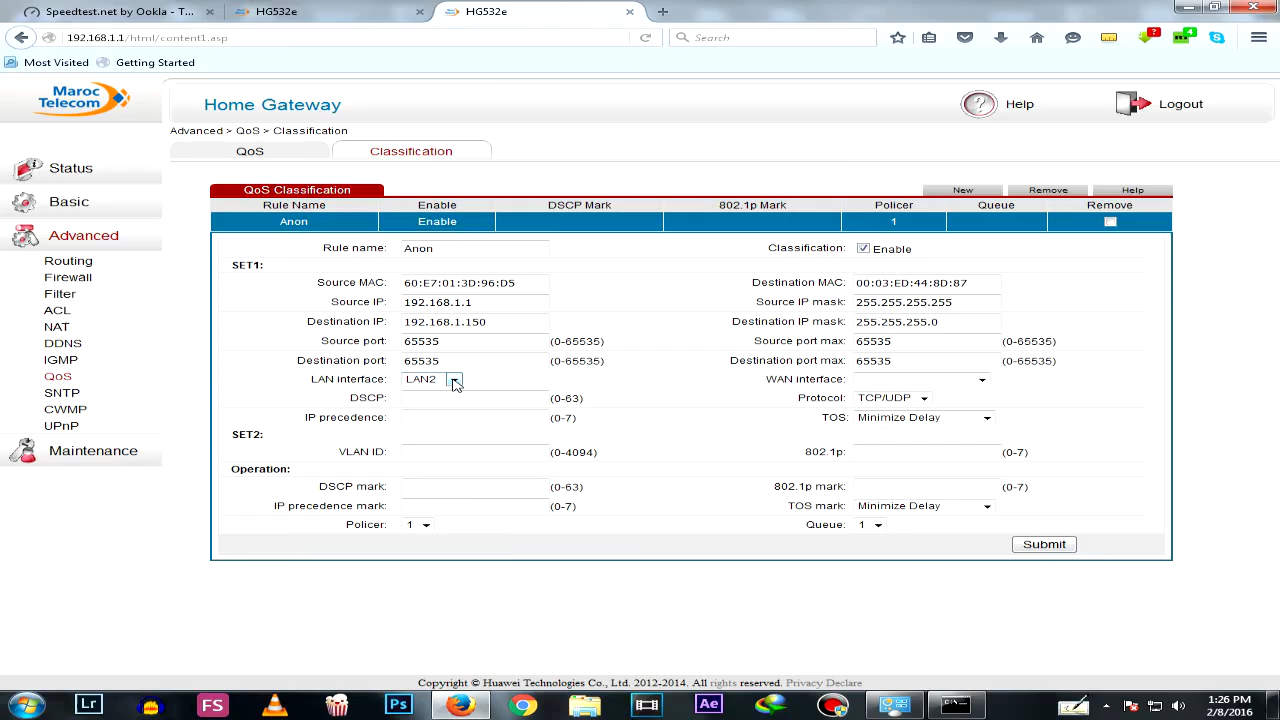 Speedtest.net by Ookla - T... × HG532e × HG532e × +
192.168.1.1/html/content1.asp Search ? 4
Most Visited Getting Started
Maroc Telecom
Home Gateway ? Help Logout
Advanced > QoS > Classification
QoS Classification
Status
Basic
Advanced
Routing
Firewall
Filter
ACL
NAT
DDNS
IGMP
QoS
SNTP
CWMP
UPnP
Maintenance
QoS Classification New Remove Help
Rule Name Enable DSCP Mark 802.1p Mark Policer Queue Remove
Anon Enable 1
Rule name: Anon Classification: Enable
SET1:
Source MAC: 60:E7:01:3D:96:D5 Destination MAC: 00:03:ED:44:8D:87
Source IP: 192.168.1.1 Source IP mask: 255.255.255.255
Destination IP: 192.168.1.150 Destination IP mask: 255.255.255.0
Source port: 65535 (0-65535) Source port max: 65535 (0-65535)
Destination port: 65535 (0-65535) Destination port max: 65535 (0-65535)
LAN interface: LAN2 WAN interface:
DSCP: (0-63) Protocol: TCP/UDP
IP precedence: (0-7) TOS: Minimize Delay
SET2:
VLAN ID: (0-4094) 802.1p: (0-7)
Operation:
DSCP mark: (0-63) 802.1p mark: (0-7)
IP precedence mark: (0-7) TOS mark: Minimize Delay
Policer: 1 Queue: 1
Submit
Copyright © Huawei Technologies Co., Ltd. 2012-2014. All rights reserved. Privacy Declare
Lr FS Ps Ae 1:26 PM
2/8/2016